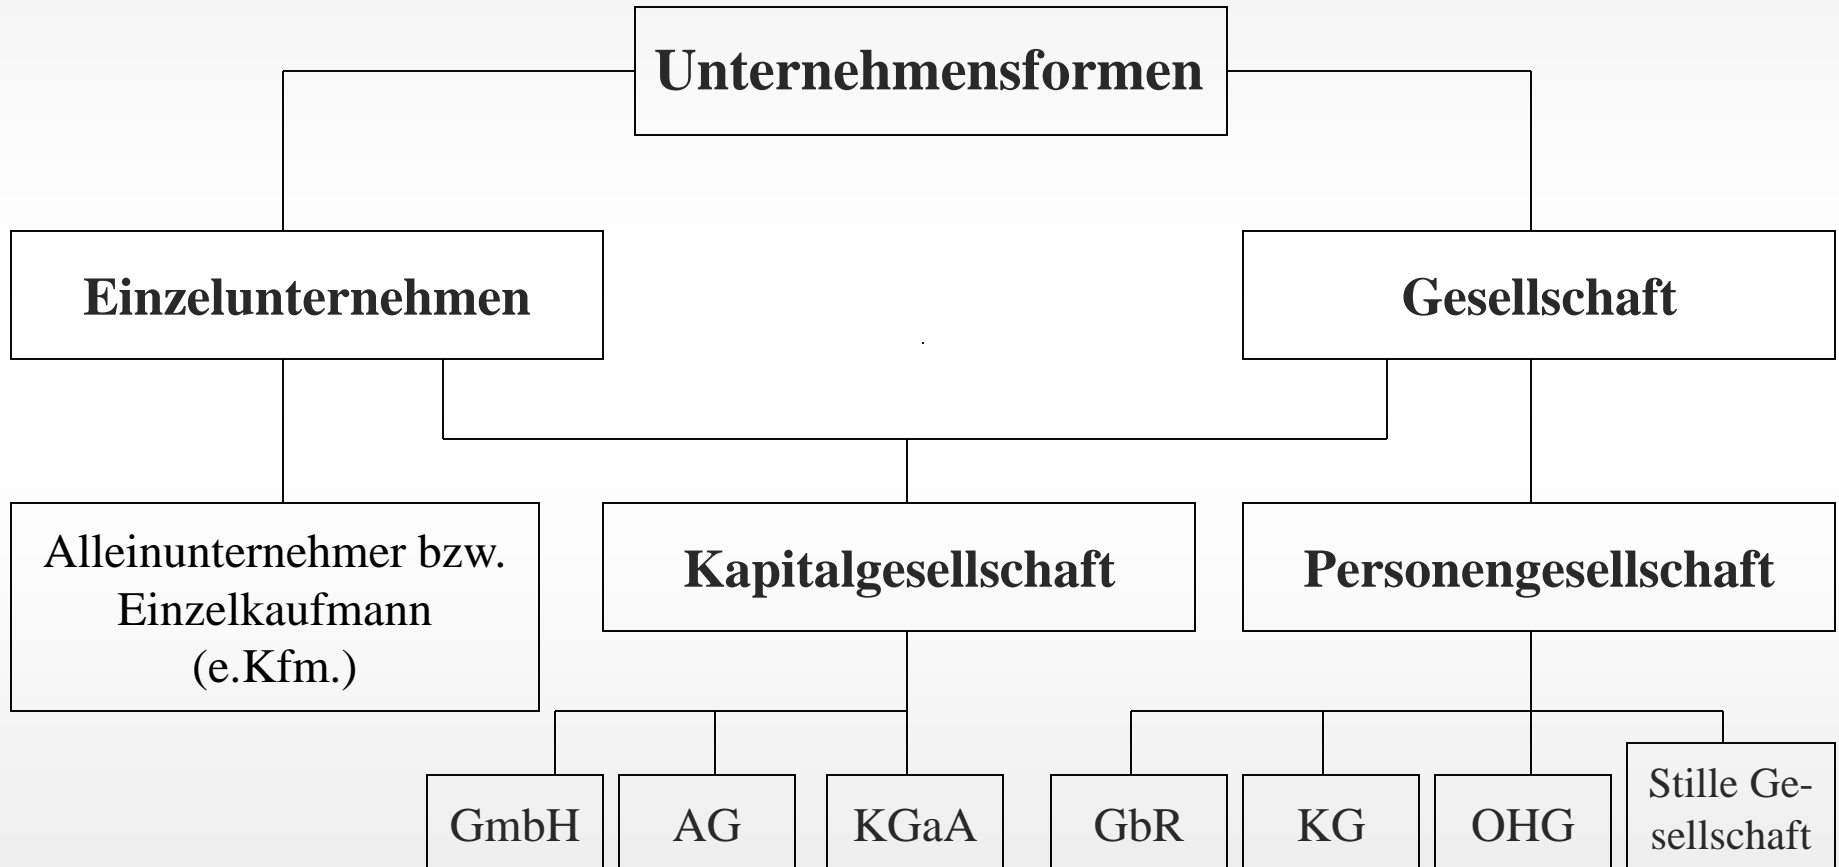 Unternehmensformen
Einzelunternehmen
Gesellschaft
Alleinunternehmer bzw.
Einzelkaufmann
(e.Kfm.)
Kapitalgesellschaft
Personengesellschaft
GmbH
AG
KGaA
GbR
KG
OHG
Stille Ge-
sellschaft